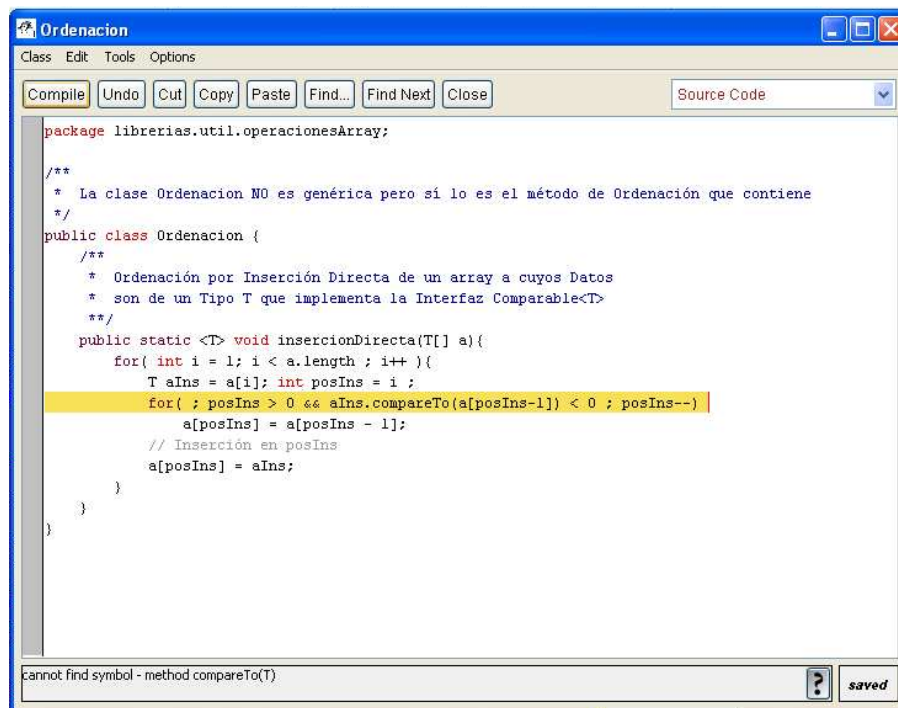 Ordenacion
Class Edit Tools Options
Compile Undo Cut Copy Paste Find... Find Next Close Source Code
package librerias.util.operacionesArray;
/**
* La clase Ordenacion NO es genérica pero sí lo es el método de Ordenación que contiene
*/
public class Ordenacion {
/**
* Ordenación por Inserción Directa de un array a cuyos Datos
* son de un Tipo T que implementa la Interfaz Comparable<T>
**/
public static <T> void insercionDirecta(T[] a){
for( int i = 1; i < a.length ; i++ ){
T aIns = a[i]; int posIns = i ;
for( ; posIns > 0 && aIns.compareTo(a[posIns-1]) < 0 ; posIns--)
a[posIns] = a[posIns - 1];
// Inserción en posIns
a[posIns] = aIns;
}
}
}
cannot find symbol - method compareTo(T) ? saved